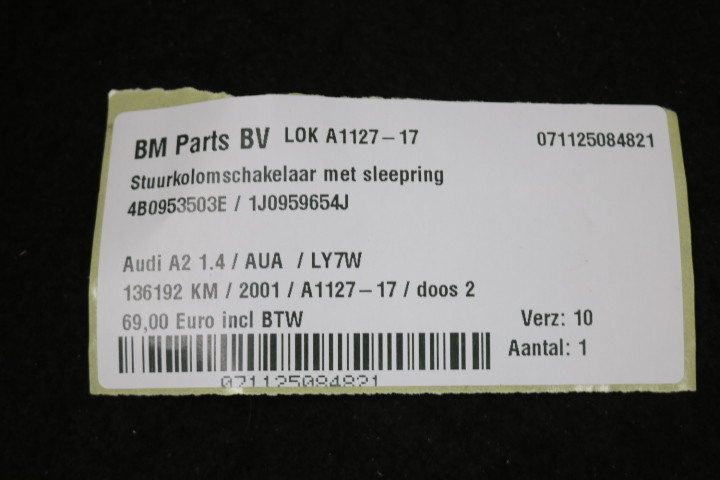 BM Parts BV LOK A1127-17 071125084821
Stuurkolomschakelaar met sleepring
4B0953503E / 1J0959654J
Audi A2 1.4 / AUA / LY7W
136192 KM / 2001 / A1127-17 / doos 2
69,00 Euro incl BTW Verz: 10
Aantal: 1
071125084821